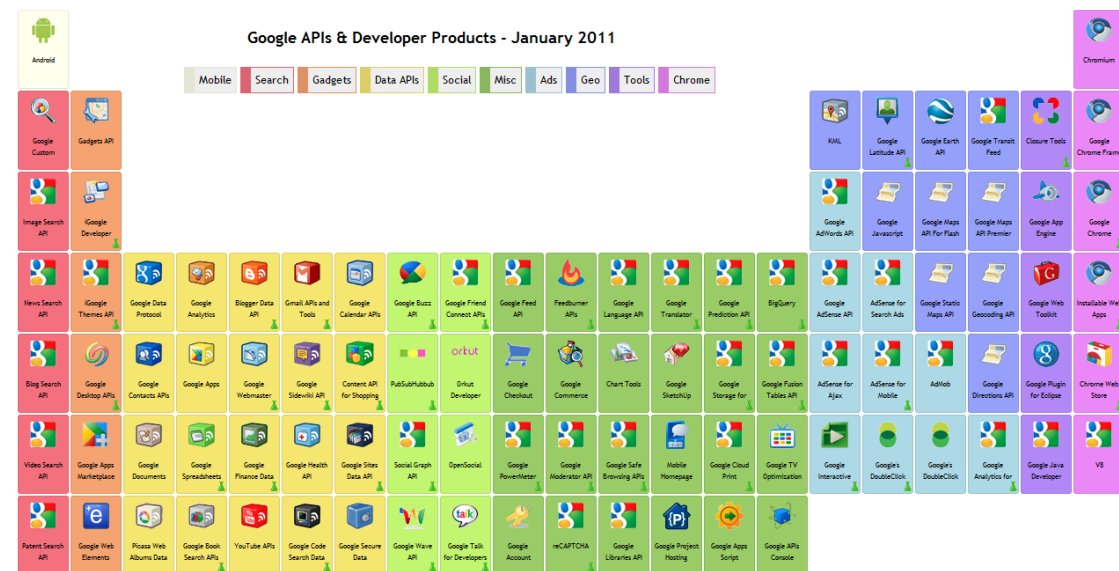 Google APIs & Developer Products - January 2011
Mobile Search Gadgets Data APIs Social Misc Ads Geo Tools Chrome
Android
Chromium
Google
Custom
Gadgets API
KML
Google
Latitude API
Google Earth
API
Google Transit
Feed
Closure Tools
Google
Chrome Frame
Image Search
API
iGoogle
Developer
Google
AdWords API
Google
Javascript
Google Maps
API For Flash
Google Maps
API Premier
Google App
Engine
Google
Chrome
News Search
API
iGoogle
Themes API
Google Data
Protocol
Google
Analytics
Blogger Data
API
Gmail APIs and
Tools
Google
Calendar APIs
Google Buzz
API
Google Friend
Connect APIs
Google Feed
API
Feedburner
APIs
Google
Language API
Google
Translator
Google
Prediction API
BigQuery
Google
AdSense API
AdSense for
Search Ads
Google Static
Maps API
Google
Geocoding API
Google Web
Toolkit
Installable Web
Apps
Blog Search
API
Google
Desktop APIs
Google
Contacts APIs
Google Apps
Google
Webmaster
Google
Sidewiki API
Content API
for Shopping
PubSubHubbub
orkut
Orkut
Developer
Google
Checkout
Google
Commerce
Chart Tools
Google
SketchUp
Google
Storage for
Google Fusion
Tables API
AdSense for
Ajax
AdSense for
Mobile
AdMob
Google
Directions API
Google Plugin
for Eclipse
Chrome Web
Store
Video Search
API
Google Apps
Marketplace
Google
Documents
Google
Spreadsheets
Google
Finance Data
Google Health
API
Google Sites
Data API
Social Graph
API
OpenSocial
Google
PowerMeter
Google
Moderator API
Google Safe
Browsing APIs
Mobile
Homepage
Google Cloud
Print
Google TV
Optimization
Google
Interactive
Google's
DoubleClick
Google's
DoubleClick
Google
Analytics for
Google Java
Developer
V8
Patent Search
API
Google Web
Elements
Picasa Web
Albums Data
Google Book
Search APIs
YouTube APIs
Google Code
Search Data
Google Secure
Data
Google Wave
API
talk
Google Talk
for Developers
Google
Account
reCAPTCHA
Google
Libraries API
{P}
Google Project
Hosting
Google Apps
Script
Google APIs
Console